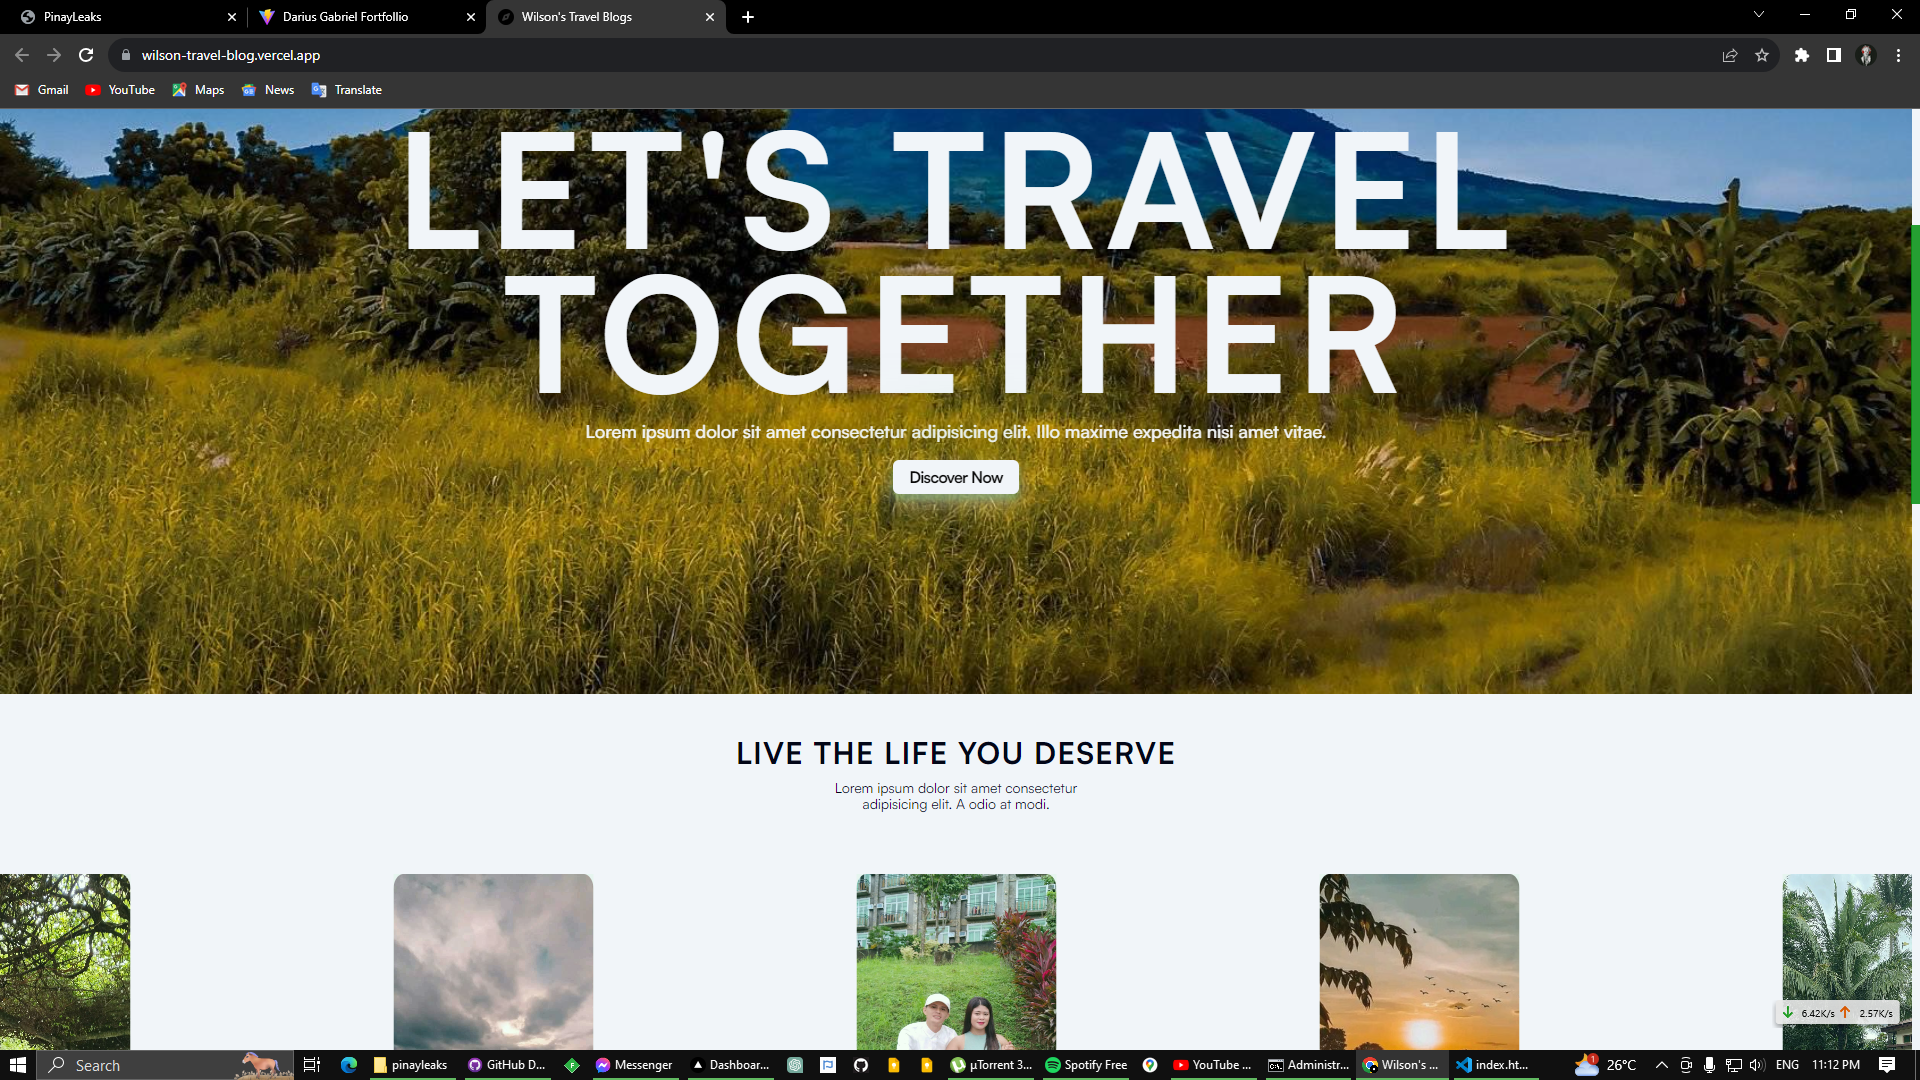 PinayLeaks
Darius Gabriel Fortfollio
Wilson's Travel Blogs
wilson-travel-blog.vercel.app
Gmail
YouTube
Maps
News
Translate
LET'S TRAVEL
TOGETHER
Lorem ipsum dolor sit amet consectetur adipisicing elit. Illo maxime expedita nisi amet vitae.
Discover Now
LIVE THE LIFE YOU DESERVE
Lorem ipsum dolor sit amet consectetur
adipisicing elit. A odio at modi.
6.42K/s
2.57K/s
Search
pinayleaks
GitHub D...
Messenger
Dashboar...
µTorrent 3...
Spotify Free
YouTube ...
Administr...
Wilson's ...
index.ht...
1
26°C
ENG
11:12 PM